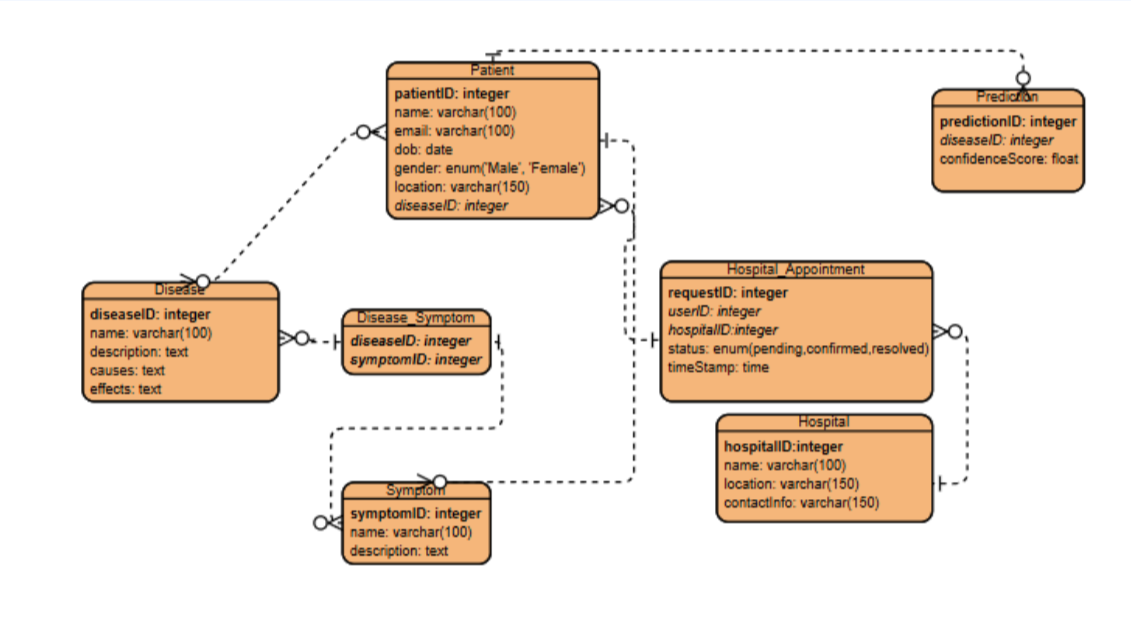 Patient
patientID: integer
name: varchar(100)
email: varchar(100)
dob: date
gender: enum('Male', 'Female')
location: varchar(150)
diseaseID: integer
Prediction
predictionID: integer
diseaseID: integer
confidenceScore: float
Disease
diseaseID: integer
name: varchar(100)
description: text
causes: text
effects: text
Disease_Symptom
diseaseID: integer
symptomID: integer
Hospital_Appointment
requestID: integer
userID: integer
hospitalID:integer
status: enum(pending,confirmed,resolved)
timeStamp: time
Hospital
hospitalID:integer
name: varchar(100)
location: varchar(150)
contactInfo: varchar(150)
Symptom
symptomID: integer
name: varchar(100)
description: text